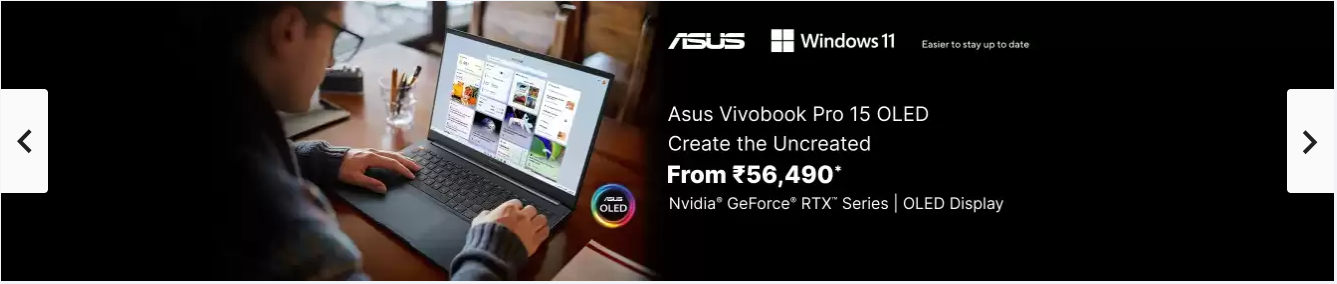 ASUS
Windows 11
Easier to stay up to date
Asus Vivobook Pro 15 OLED
Create the Uncreated
From ₹56,490*
Nvidia® GeForce® RTX™ Series | OLED Display
ASUS
OLED